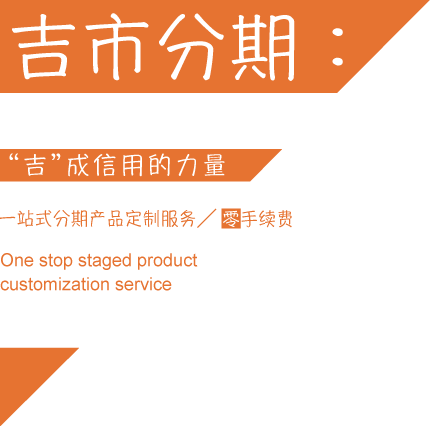 吉市分期：
“吉”成信用的力量
一站式分期产品定制服务／零手续费
One stop staged product
customization service